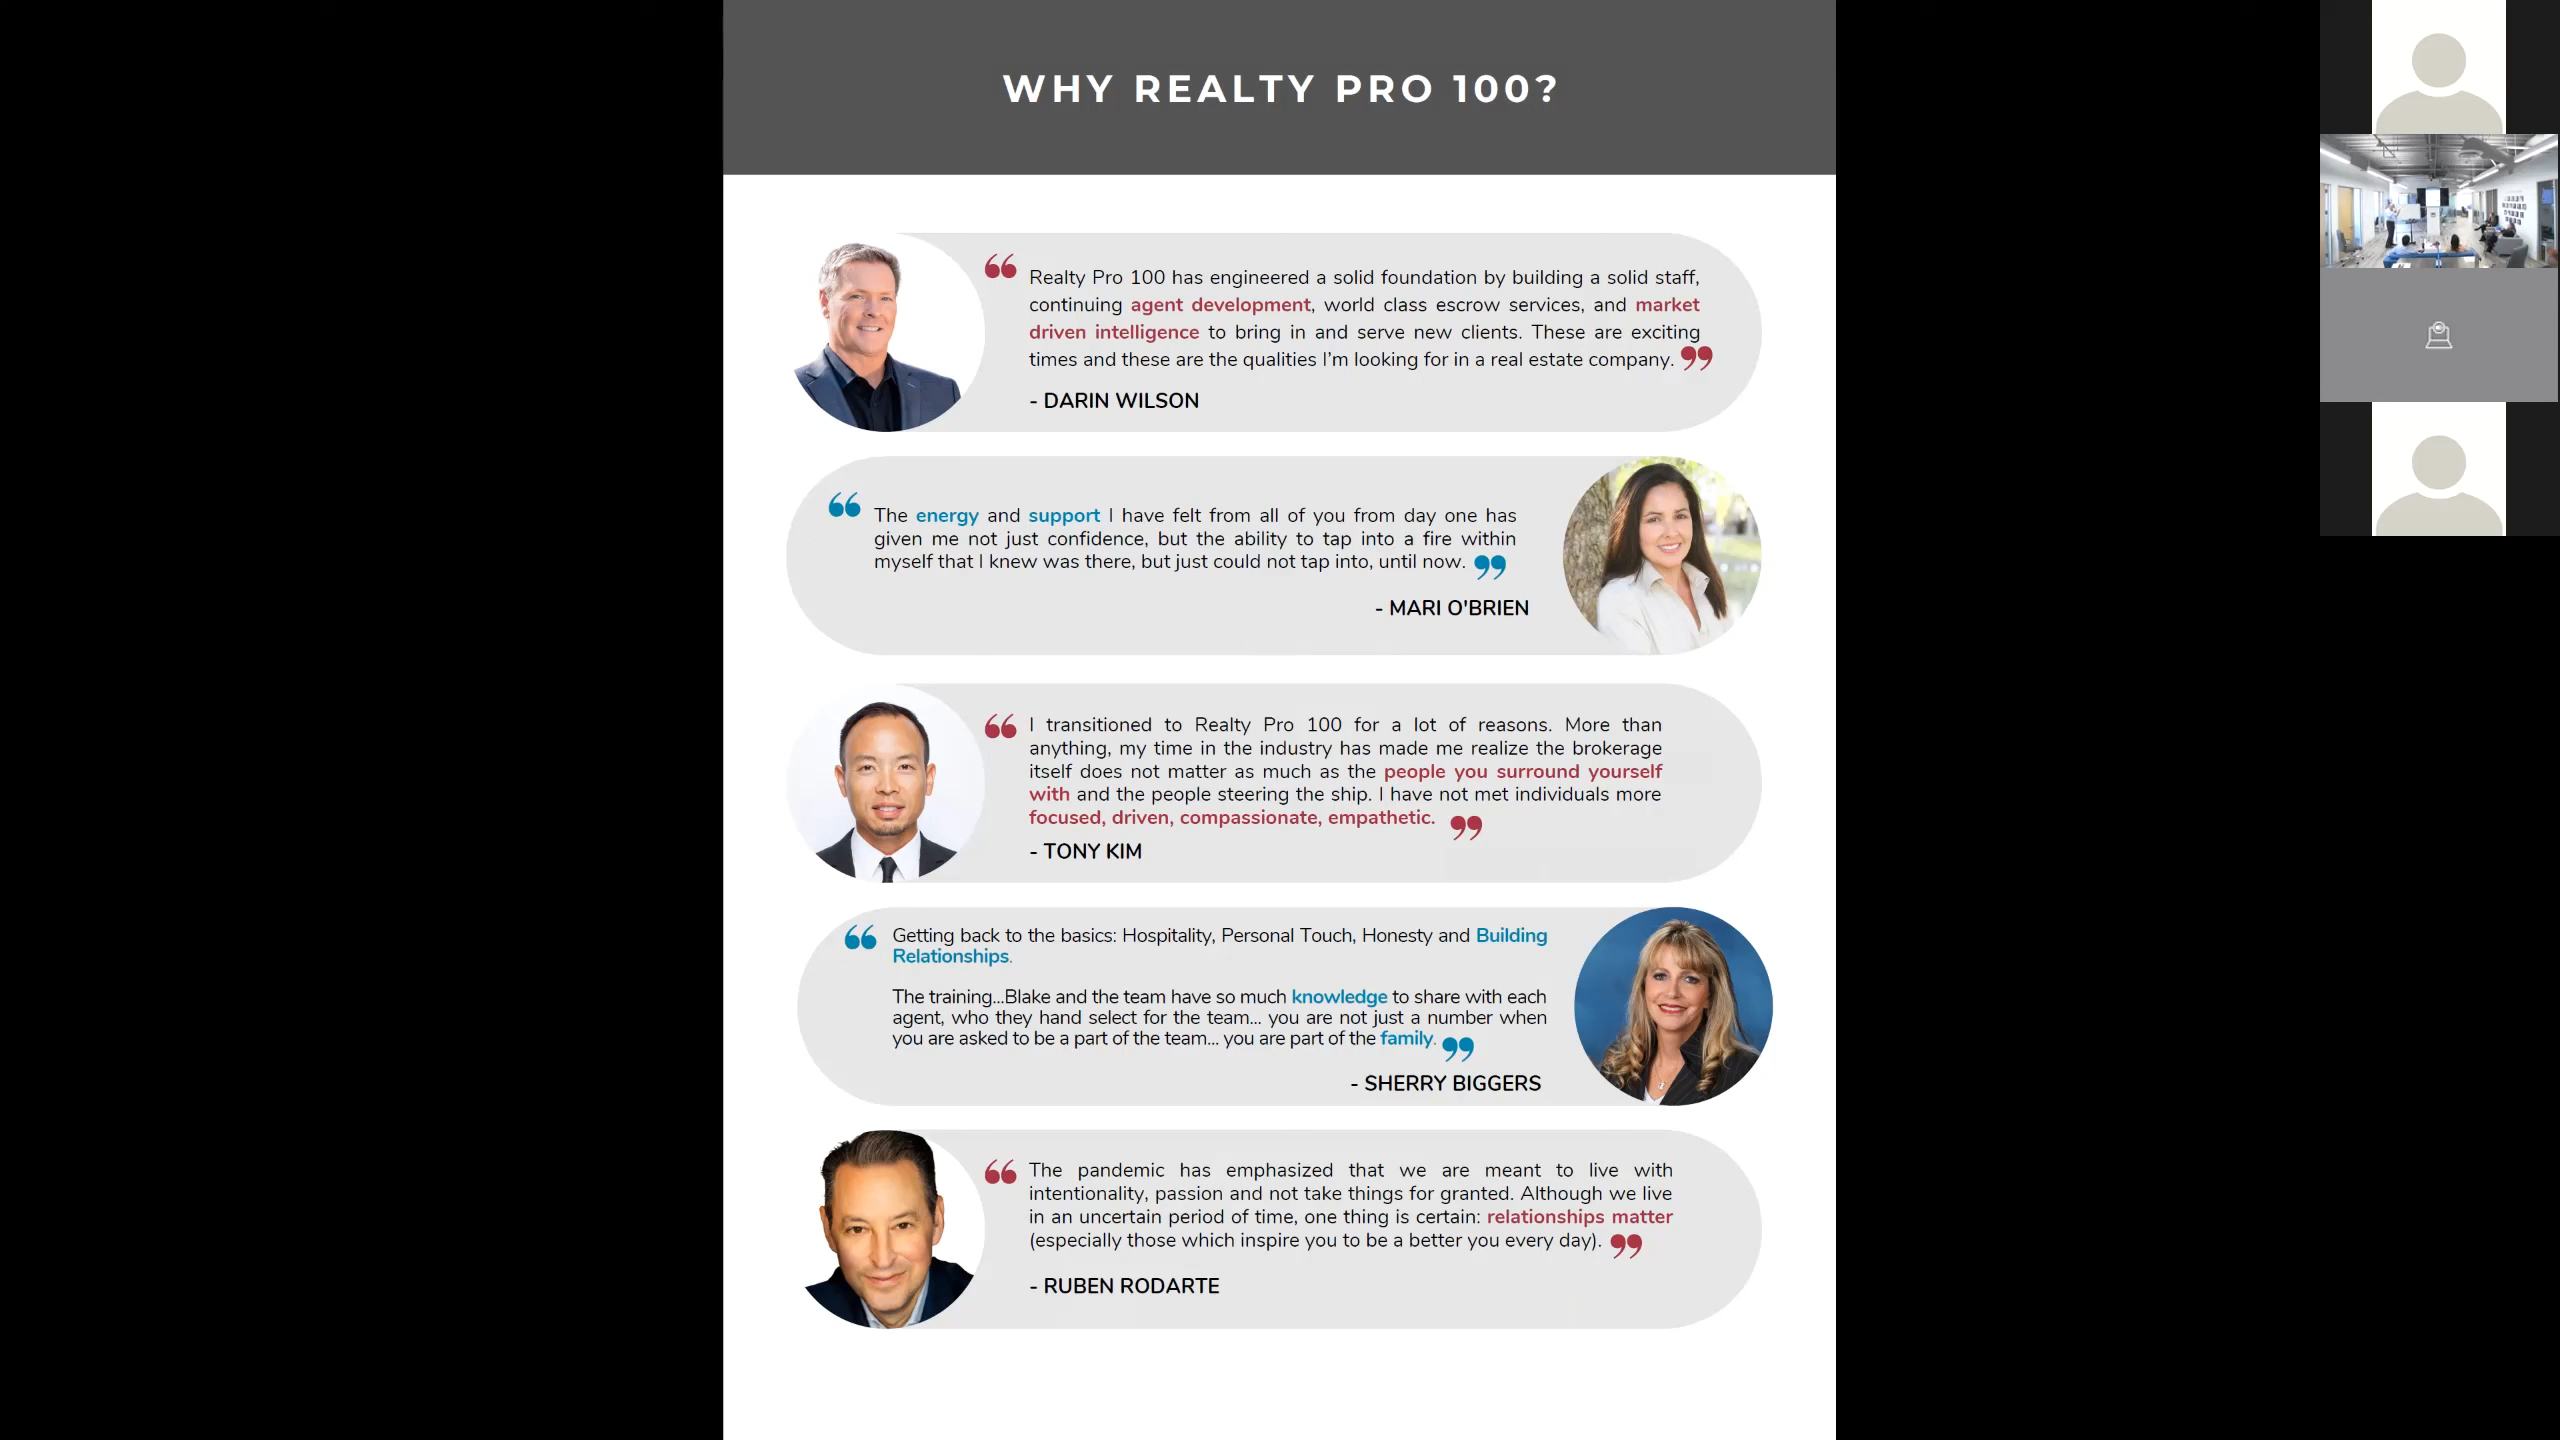 WHY REALTY PRO 100?
Realty Pro 100 has engineered a solid foundation by building a solid staff,
continuing agent development, world class escrow services, and market
driven intelligence to bring in and serve new clients. These are exciting
times and these are the qualities I'm looking for in a real estate company.
- DARIN WILSON
The energy and support I have felt from all of you from day one has
given me not just confidence, but the ability to tap into a fire within
myself that I knew was there, but just could not tap into, until now.
- MARI O'BRIEN
I transitioned to Realty Pro 100 for a lot of reasons. More than
anything, my time in the industry has made me realize the brokerage
itself does not matter as much as the people you surround yourself
with and the people steering the ship. I have not met individuals more
focused, driven, compassionate, empathetic.
- TONY KIM
Getting back to the basics: Hospitality, Personal Touch, Honesty and Building
Relationships.
The training...Blake and the team have so much knowledge to share with each
agent, who they hand select for the team... you are not just a number when
you are asked to be a part of the team... you are part of the family.
- SHERRY BIGGERS
The pandemic has emphasized that we are meant to live with
intentionality, passion and not take things for granted. Although we live
in an uncertain period of time, one thing is certain: relationships matter
(especially those which inspire you to be a better you every day).
- RUBEN RODARTE